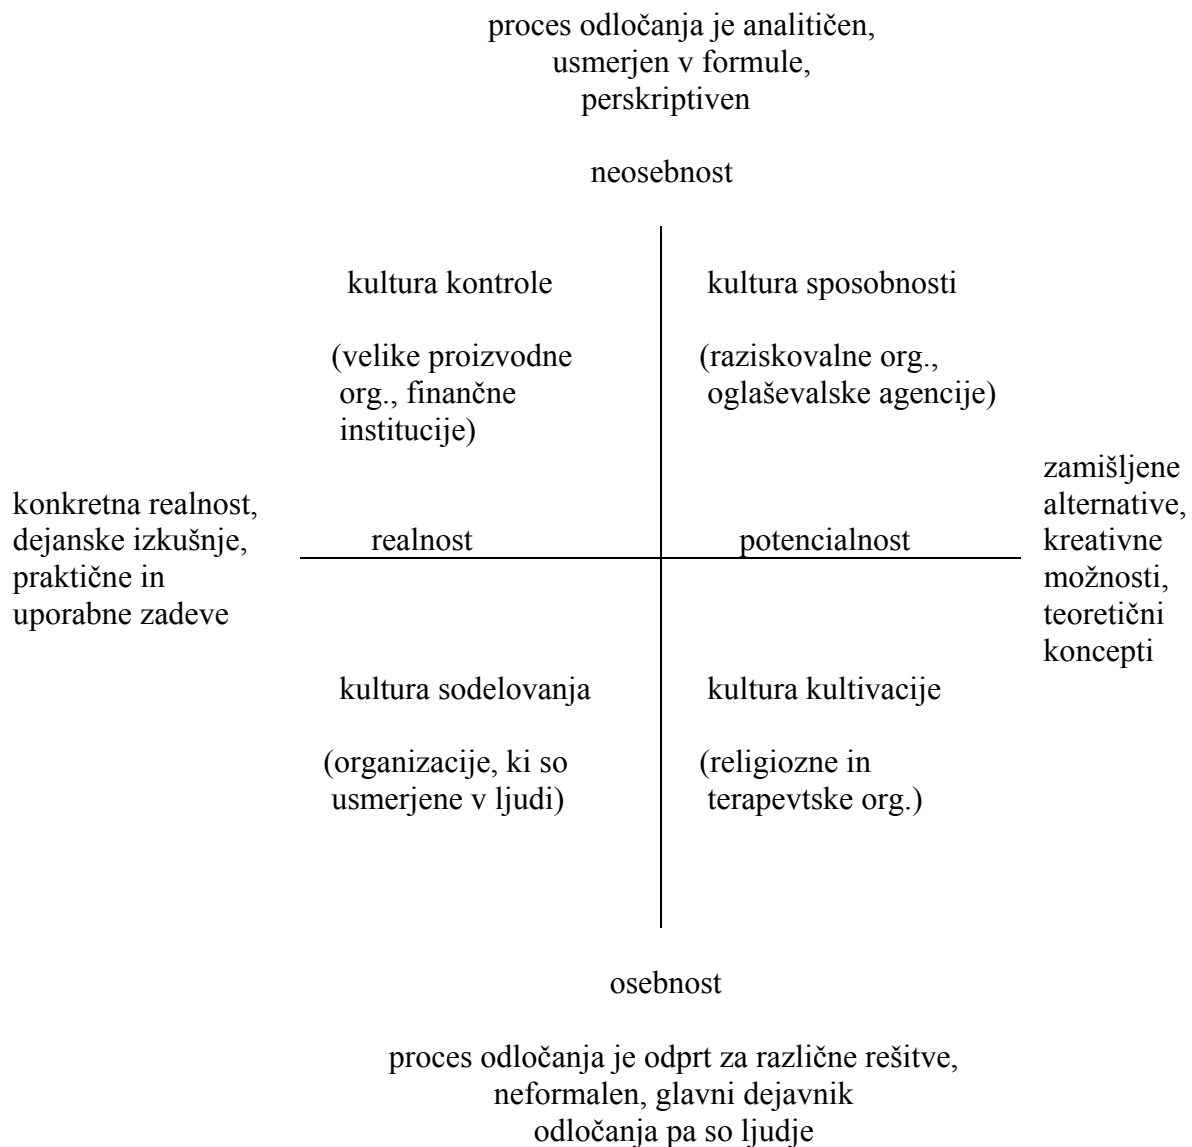 proces odločanja je analitičen,
usmerjen v formule,
perskriptiven
neosebnost
kultura kontrole
(velike proizvodne
org., finančne
institucije)
kultura sposobnosti
(raziskovalne org.,
oglaševalske agencije)
konkretna realnost,
dejanske izkušnje,
praktične in
uporabne zadeve
realnost
potencialnost
zamišljene
alternative,
kreativne
možnosti,
teoretični
koncepti
kultura sodelovanja
(organizacije, ki so
usmerjene v ljudi)
kultura kultivacije
(religiozne in
terapevtske org.)
osebnost
proces odločanja je odprt za različne rešitve,
neformalen, glavni dejavnik
odločanja pa so ljudje